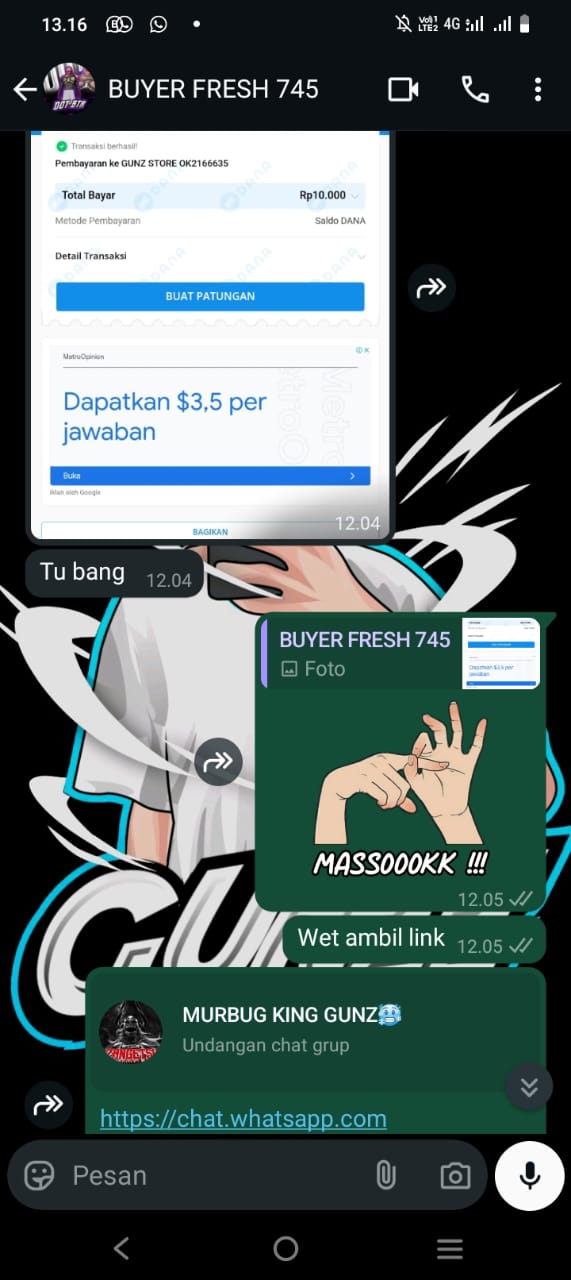 13.16
Vo1
LTE2
4G
BUYER FRESH 745
DOT BTR
Transaksi berhasil!
Pembayaran ke GUNZ STORE OK2166635
Total Bayar
Rp10.000
Metode Pembayaran
Saldo DANA
Detail Transaksi
BUAT PATUNGAN
MetroOpinion
Dapatkan $3,5 per
jawaban
Buka
Iklan oleh Google
BAGIKAN
12.04
Tu bang
12.04
BUYER FRESH 745
Foto
MASSOOOKK !!!
12.05
Wet ambil link
12.05
MURBUG KING GUNZ🥶
Undangan chat grup
https://chat.whatsapp.com
Pesan